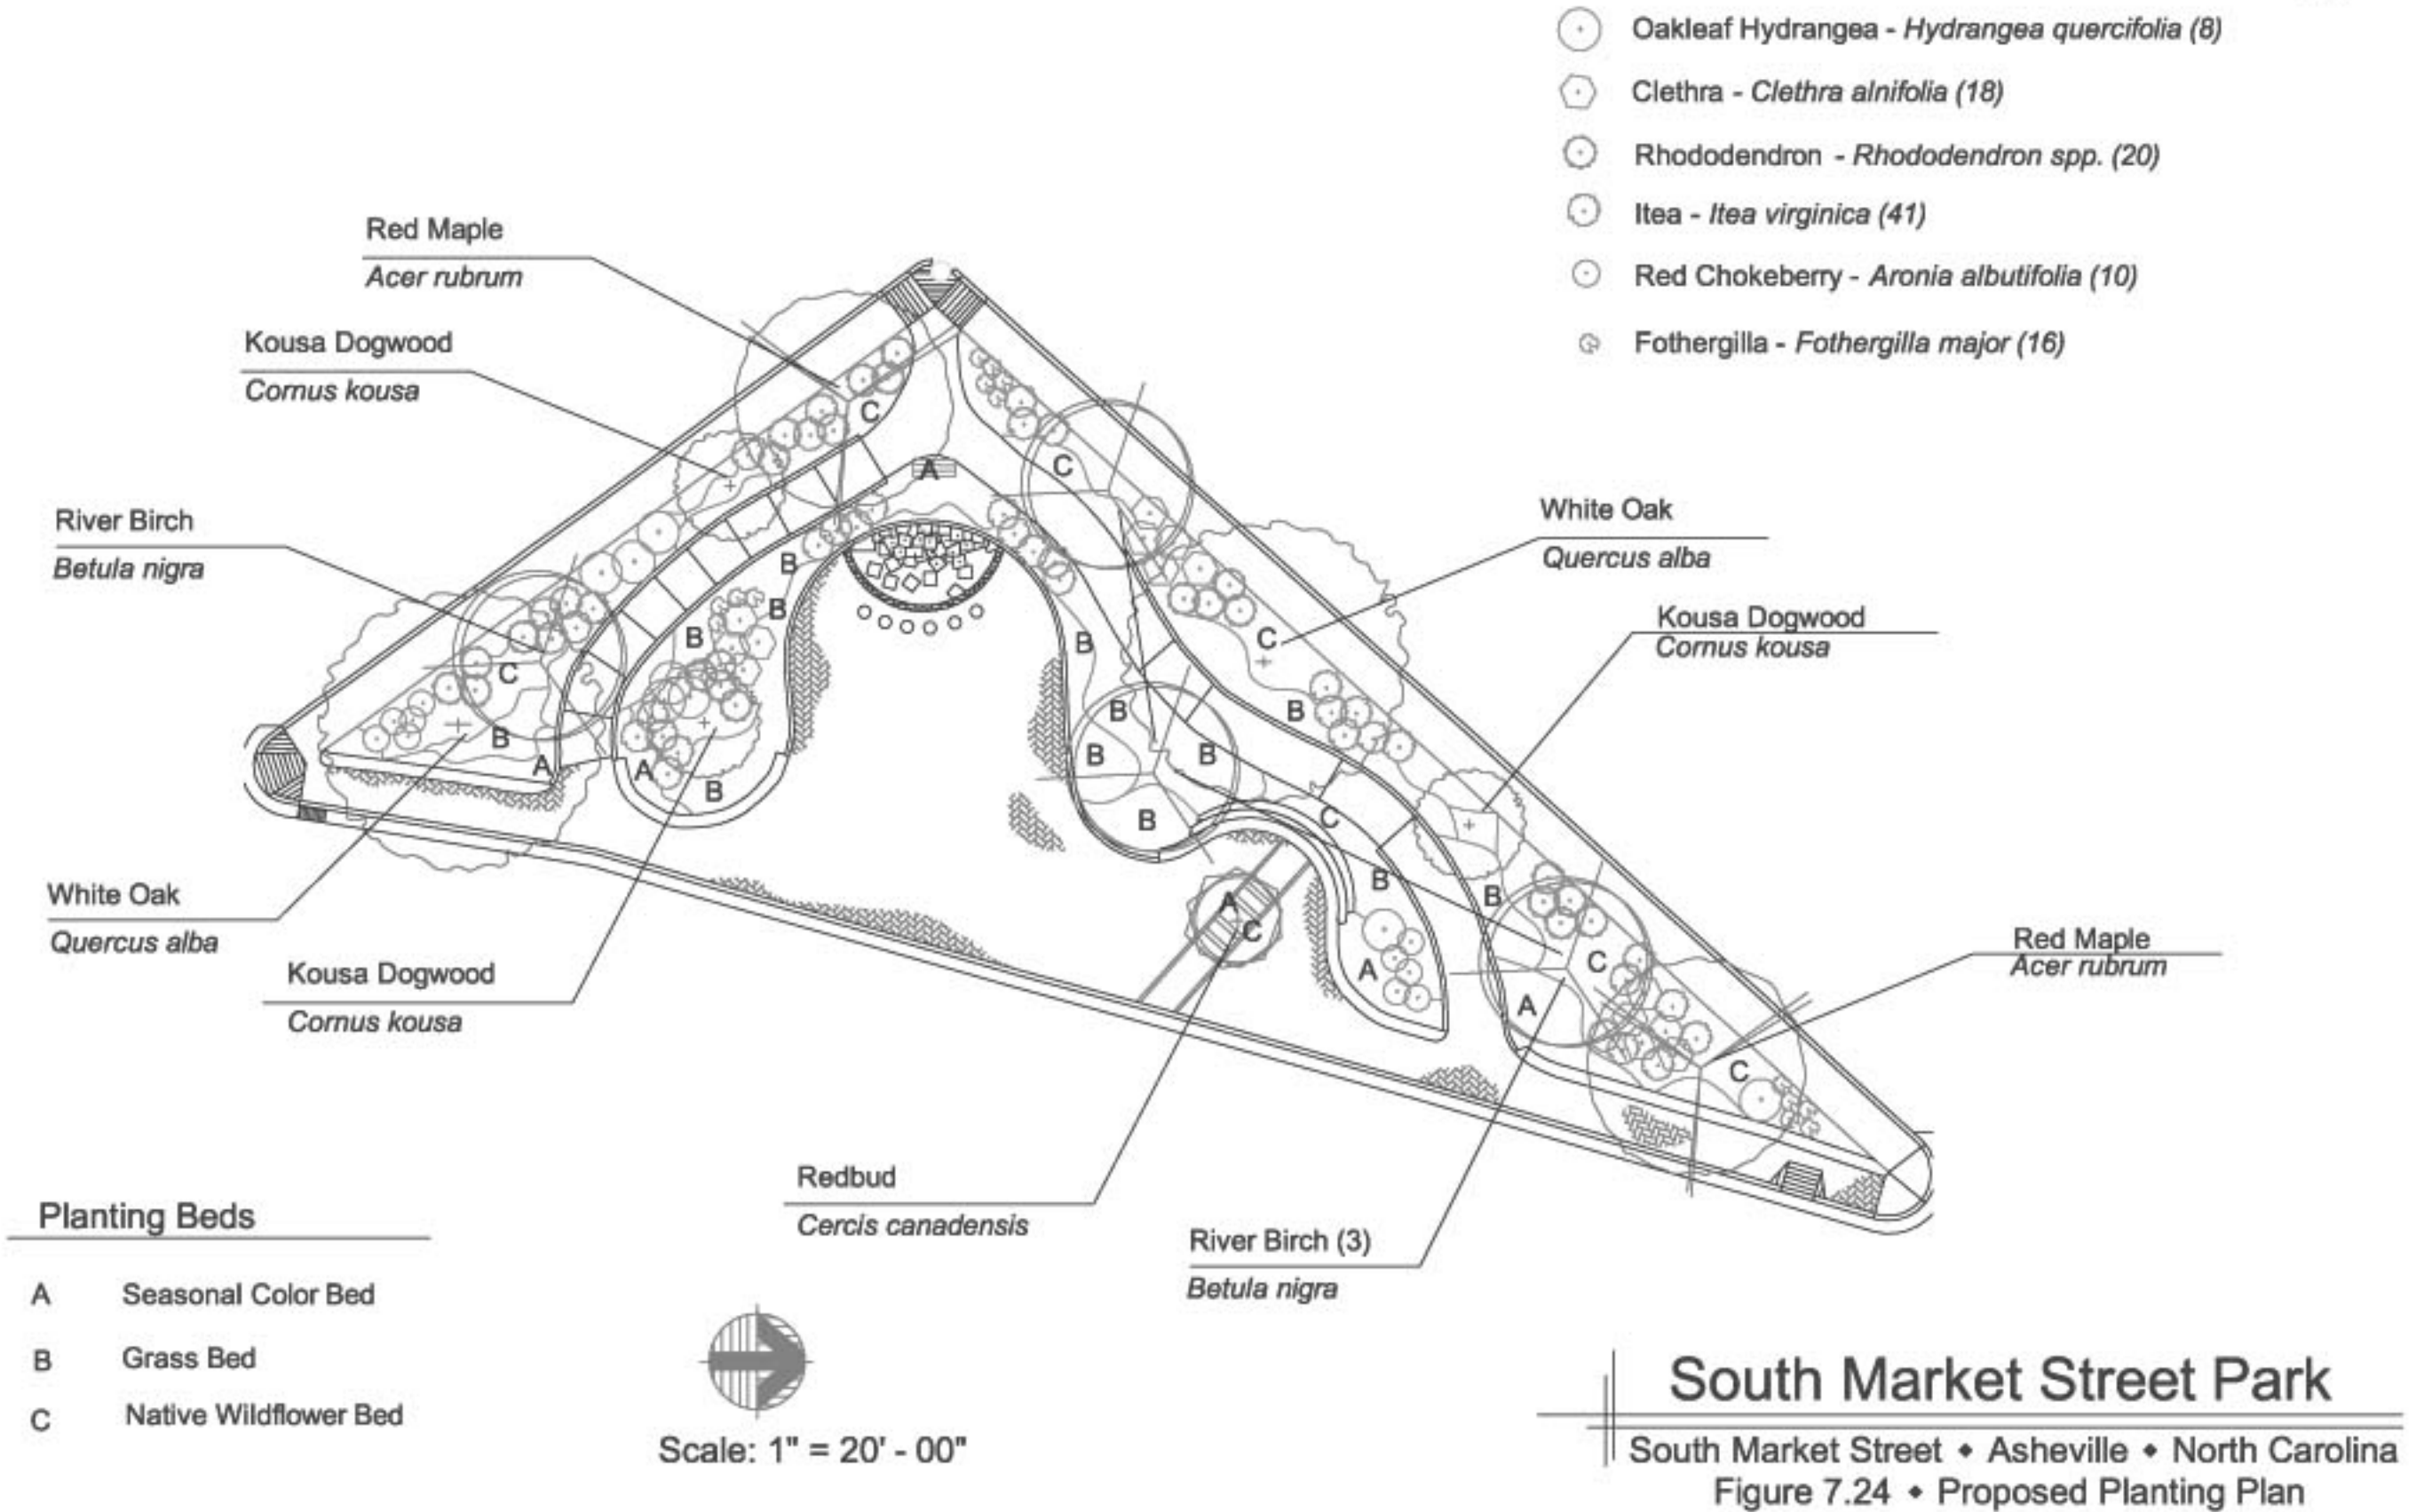 Oakleaf Hydrangea - Hydrangea quercifolia (8)
Clethra - Clethra alnifolia (18)
Rhododendron - Rhododendron spp. (20)
Itea - Itea virginica (41)
Red Chokeberry - Aronia albutifolia (10)
Fothergilla - Fothergilla major (16)
Red Maple
Acer rubrum
Kousa Dogwood
Cornus kousa
River Birch
Betula nigra
White Oak
Quercus alba
Kousa Dogwood
Cornus kousa
White Oak
Quercus alba
Kousa Dogwood
Cornus kousa
Red Maple
Acer rubrum
Redbud
Cercis canadensis
River Birch (3)
Betula nigra
C
A
C
B
B
B
C
B
A
A
B
B
C
C
B
B
B
B
B
C
B
B
A
C
A
C
A
C
Planting Beds
A Seasonal Color Bed
B Grass Bed
C Native Wildflower Bed
Scale: 1" = 20' - 00"
South Market Street Park
South Market Street ◆ Asheville ◆ North Carolina
Figure 7.24 ◆ Proposed Planting Plan